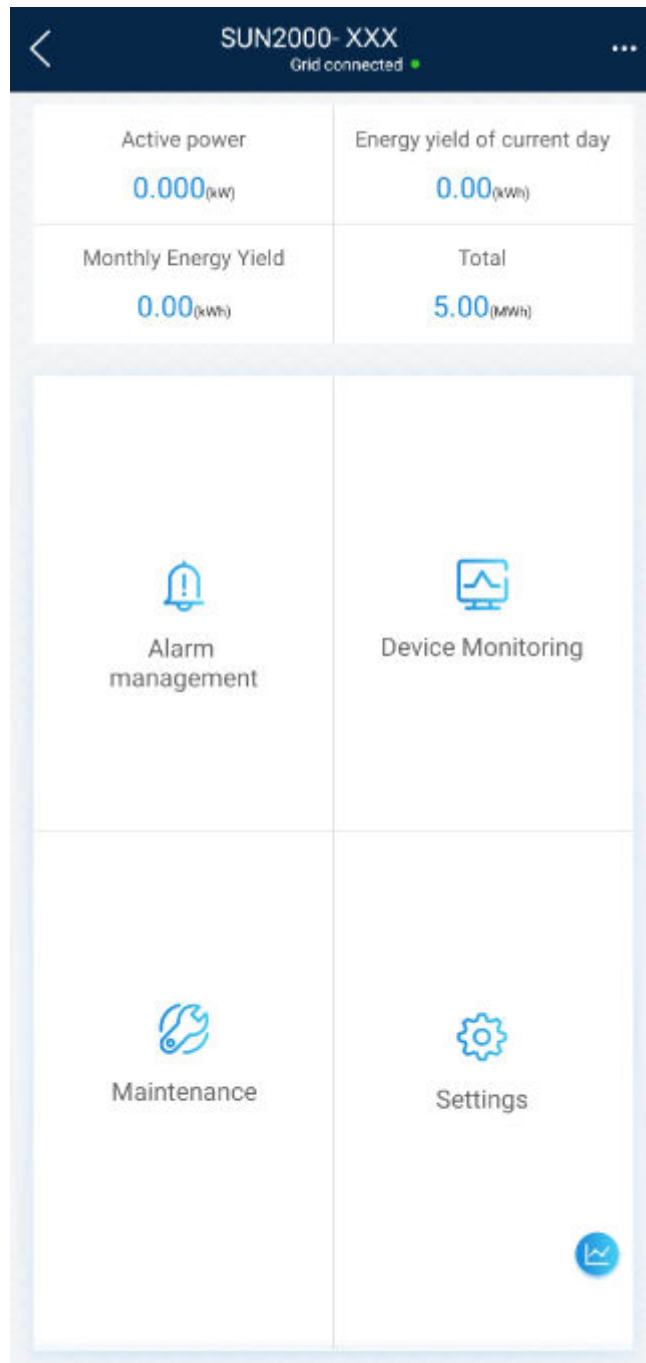 SUN2000- XXX
Grid connected
Active power
0.000(kW)
Energy yield of current day
0.00(kWh)
Monthly Energy Yield
0.00(kWh)
Total
5.00(MWh)
Alarm
management
Device Monitoring
Maintenance
Settings